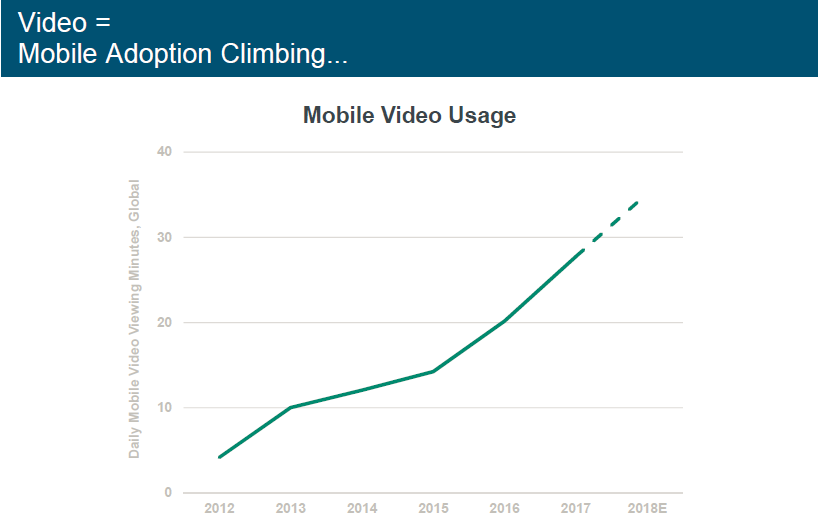 Video =
Mobile Adoption Climbing...
Mobile Video Usage
Daily Mobile Video Viewing Minutes, Global
40
30
20
10
0
2012 2013 2014 2015 2016 2017 2018E